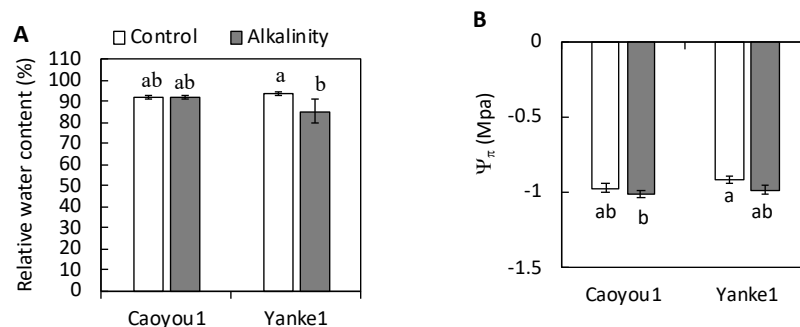 A
Control Alkalinity
Relative water content (%)
110
100
90
80
70
60
50
40
30
20
10
0
ab ab a b
Caoyou1 Yanke1
B
Ψπ (Mpa)
0
-0.5
-1
-1.5
ab b a ab
Caoyou1 Yanke1